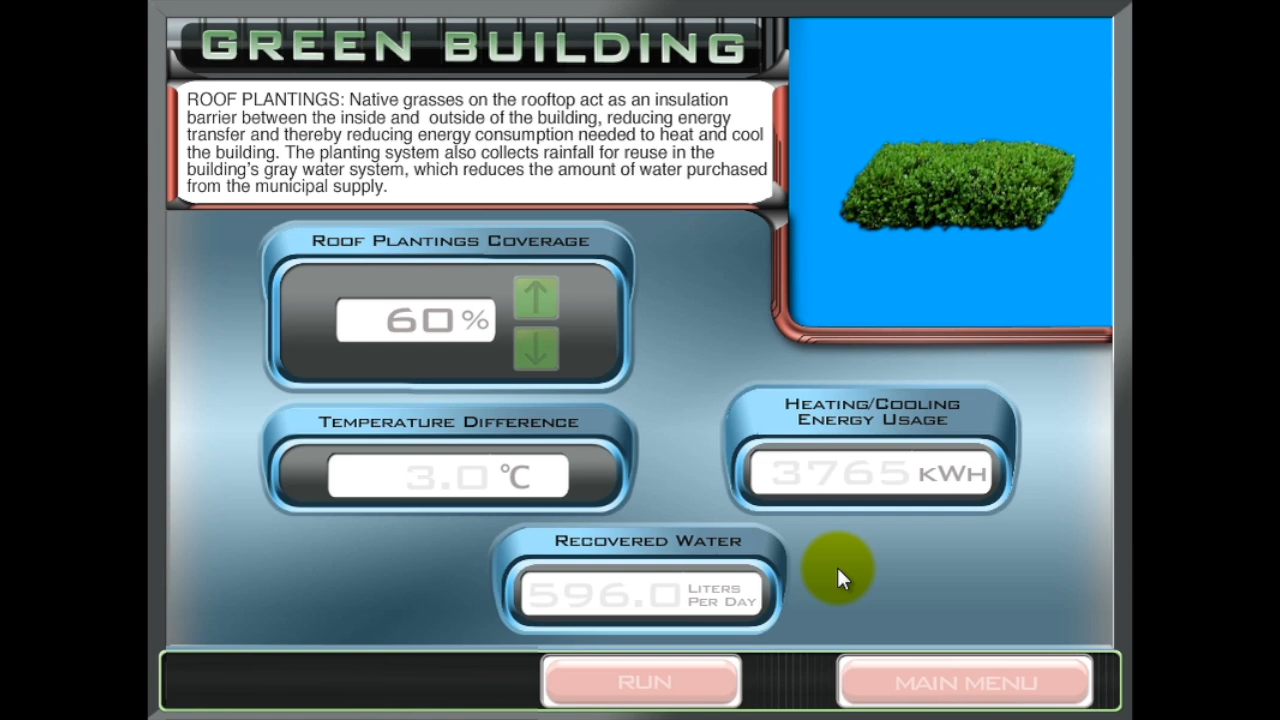 GREEN BUILDING
ROOF PLANTINGS: Native grasses on the rooftop act as an insulation
barrier between the inside and  outside of the building, reducing energy
transfer and thereby reducing energy consumption needed to heat and cool
the building. The planting system also collects rainfall for reuse in the
building's gray water system, which reduces the amount of water purchased
from the municipal supply.
ROOF PLANTINGS COVERAGE
60 %
TEMPERATURE DIFFERENCE
3.0 °C
HEATING/COOLING
ENERGY USAGE
3765 KWH
RECOVERED WATER
596.0 LITERS
PER DAY
RUN
MAIN MENU